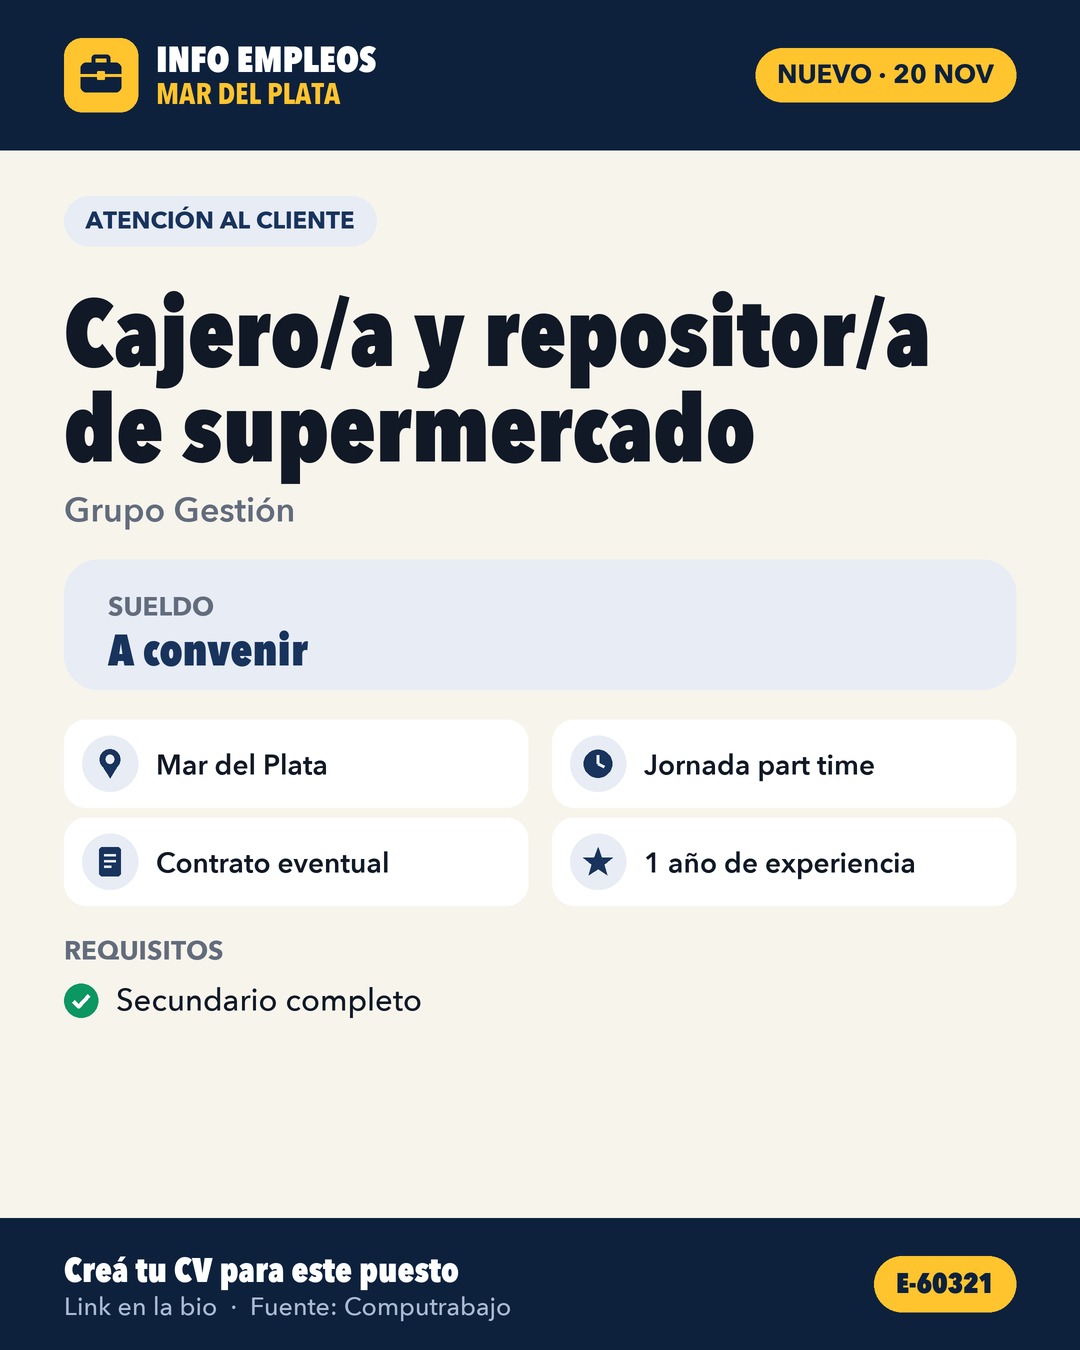 INFO EMPLEOS
MAR DEL PLATA
NUEVO · 20 NOV
ATENCIÓN AL CLIENTE
Cajero/a y repositor/a
de supermercado
Grupo Gestión
SUELDO
A convenir
Mar del Plata
Jornada part time
Contrato eventual
1 año de experiencia
REQUISITOS
Secundario completo
Creá tu CV para este puesto
Link en la bio · Fuente: Computrabajo
E-60321